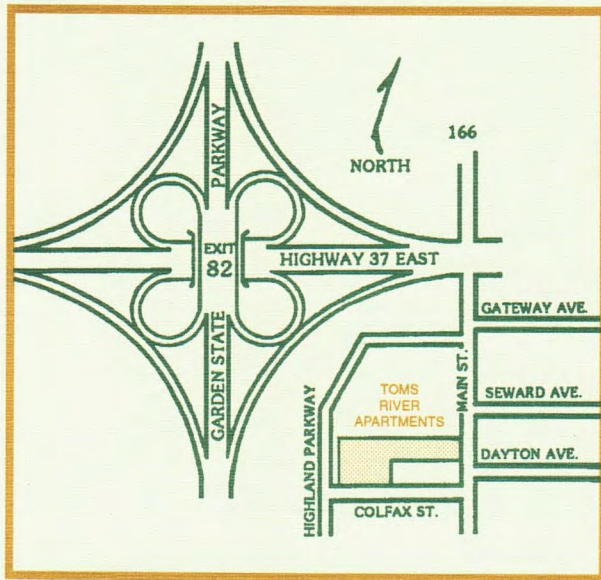 166
NORTH
PARKWAY
EXIT
82
HIGHWAY 37 EAST
GATEWAY AVE.
GARDEN STATE
MAIN ST.
TOMS
RIVER
APARTMENTS
SEWARD AVE.
HIGHLAND PARKWAY
DAYTON AVE.
COLFAX ST.